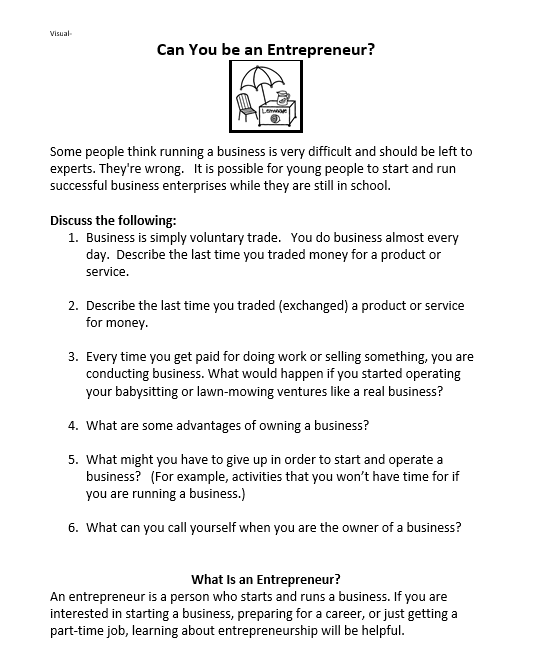 Visual-
Can You be an Entrepreneur?
Lemonade
Some people think running a business is very difficult and should be left to
experts. They're wrong.   It is possible for young people to start and run
successful business enterprises while they are still in school.
Discuss the following:
1. Business is simply voluntary trade.   You do business almost every
day.  Describe the last time you traded money for a product or
service.
2. Describe the last time you traded (exchanged) a product or service
for money.
3. Every time you get paid for doing work or selling something, you are
conducting business. What would happen if you started operating
your babysitting or lawn-mowing ventures like a real business?
4. What are some advantages of owning a business?
5. What might you have to give up in order to start and operate a
business?   (For example, activities that you won't have time for if
you are running a business.)
6. What can you call yourself when you are the owner of a business?
What Is an Entrepreneur?
An entrepreneur is a person who starts and runs a business. If you are
interested in starting a business, preparing for a career, or just getting a
part-time job, learning about entrepreneurship will be helpful.